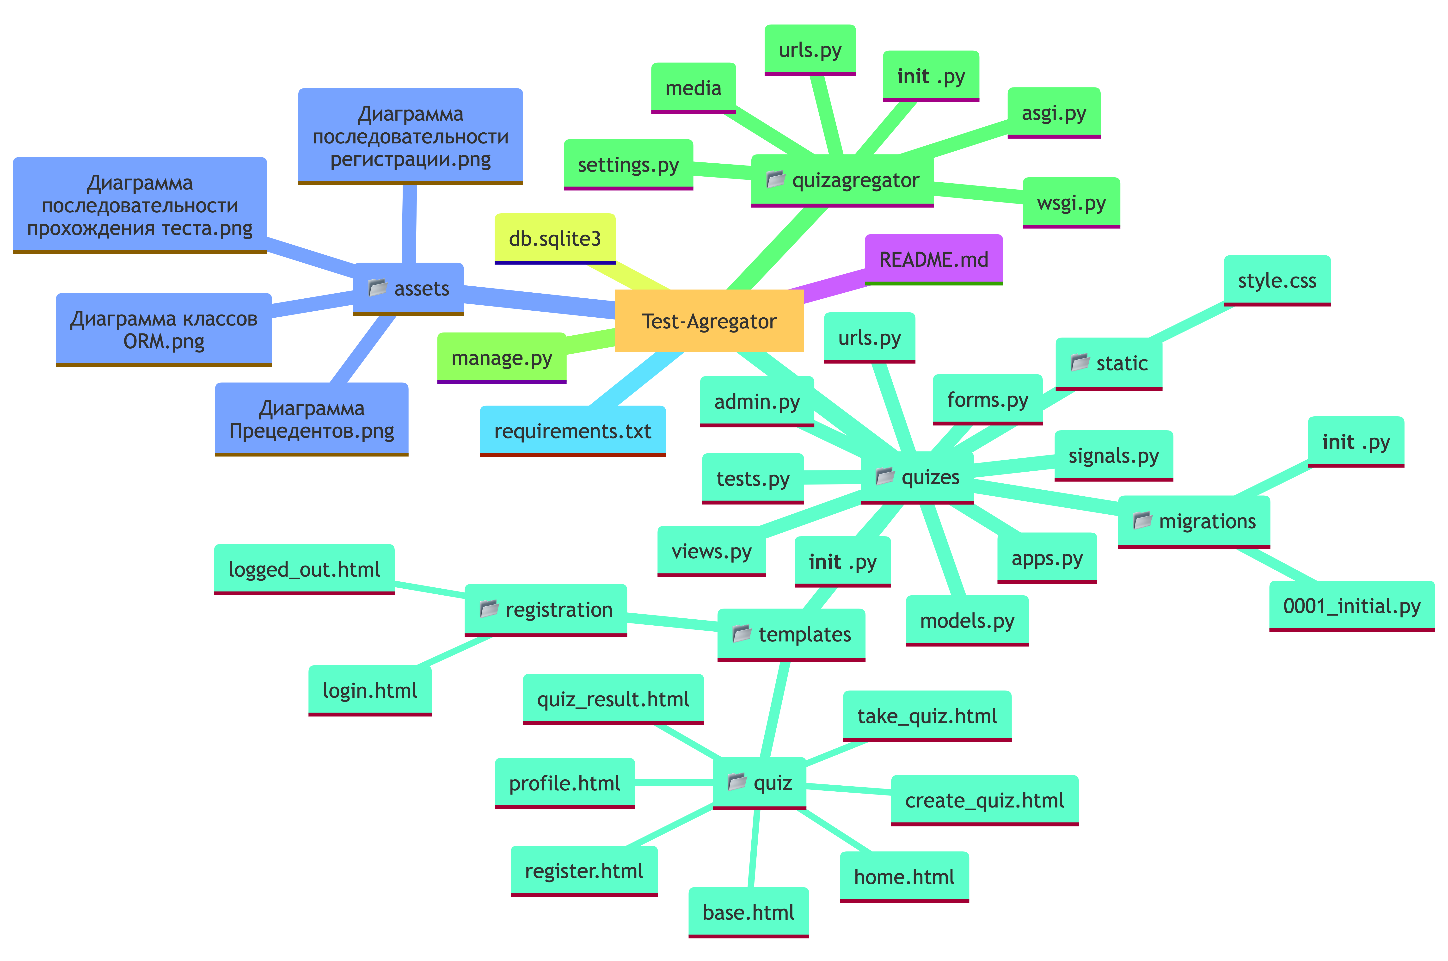 urls.py
init .py
media
asgi.py
Диаграмма
последовательности
регистрации.png
settings.py
quizagregator
wsgi.py
Диаграмма
последовательности
прохождения теста.png
db.sqlite3
README.md
assets
style.css
Диаграмма классов
ORM.png
Test-Agregator
urls.py
manage.py
static
admin.py
forms.py
Диаграмма
Прецедентов.png
requirements.txt
init .py
signals.py
tests.py
quizes
migrations
views.py
init .py
apps.py
logged_out.html
registration
0001_initial.py
models.py
templates
login.html
quiz_result.html
take_quiz.html
profile.html
quiz
create_quiz.html
register.html
home.html
base.html